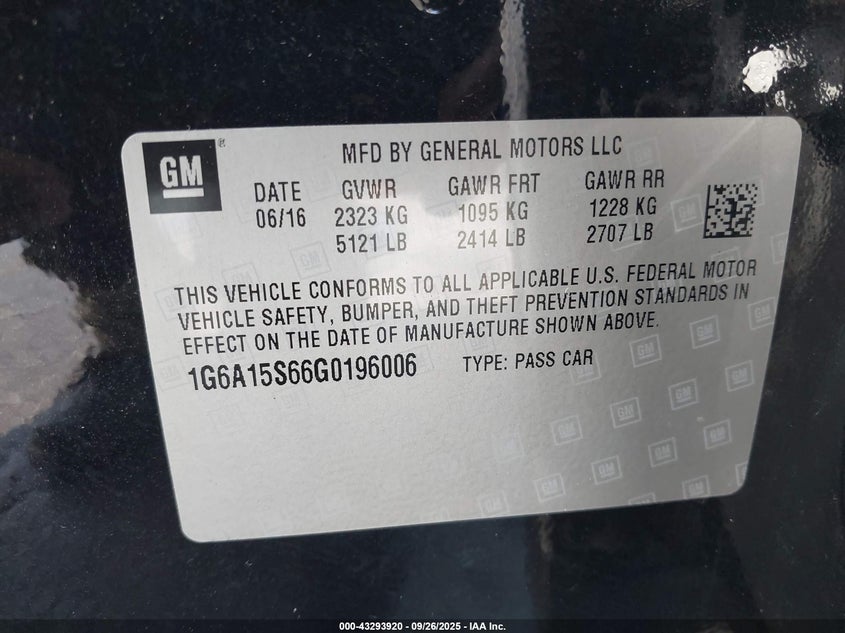 GM
MFD BY GENERAL MOTORS LLC
DATE GVWR GAWR FRT GAWR RR
06/16 2323 KG 1095 KG 1228 KG
5121 LB 2414 LB 2707 LB
THIS VEHICLE CONFORMS TO ALL APPLICABLE U.S. FEDERAL MOTOR
VEHICLE SAFETY, BUMPER, AND THEFT PREVENTION STANDARDS IN
EFFECT ON THE DATE OF MANUFACTURE SHOWN ABOVE.
1G6A15S66G0196006 TYPE: PASS CAR
000-43293920 - 09/26/2025 - IAA Inc.